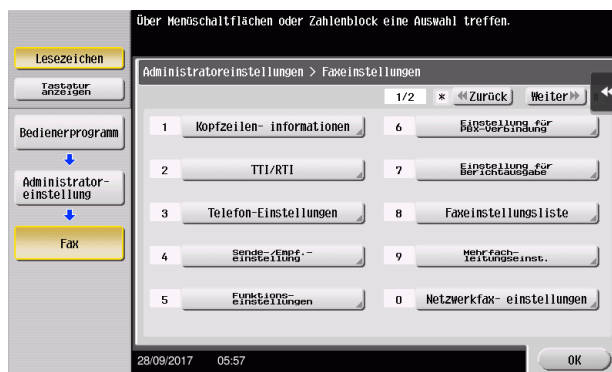 Über Menüschaltflächen oder Zahlenblock eine Auswahl treffen.
Lesezeichen
Tastatur
anzeigen
Bedienerprogramm
Administrator-
einstellung
Fax
Administratoreinstellungen > Faxeinstellungen
1/2 * Zurück Weiter #
1 Kopfzeilen- informationen
2 TTI/RTI
3 Telefon-Einstellungen
4 Sende-/Empf.-
einstellung
5 Funktions-
einstellungen
6 Einstellung für
PBX-Verbindung
7 Einstellung für
Berichtausgabe
8 Faxeinstellungsliste
9 Mehrfach-
leitungseinst.
0 Netzwerkfax- einstellungen
28/09/2017 05:57
OK